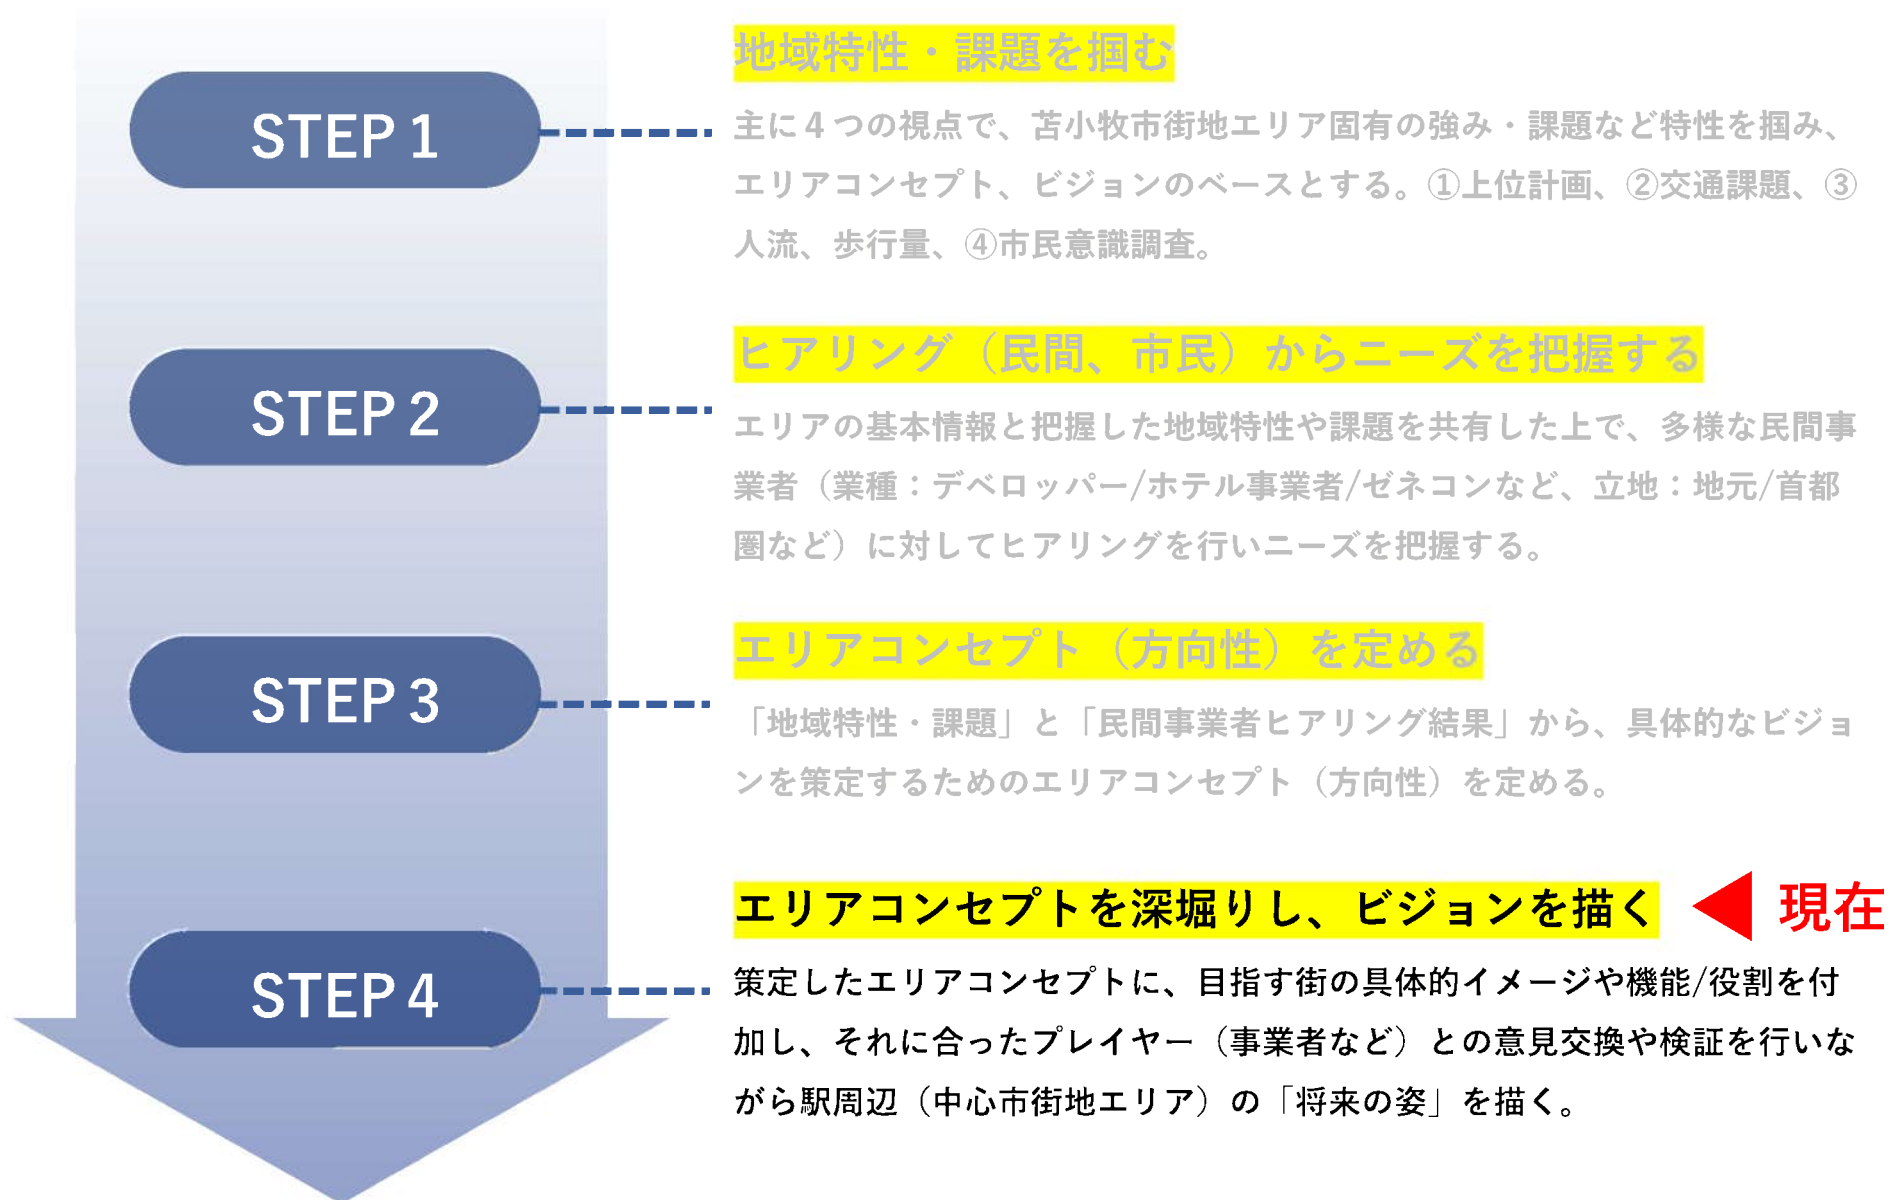 地域特性・課題を掴む
STEP 1
主に４つの視点で、苫小牧市街地エリア固有の強み・課題など特性を掴み、
エリアコンセプト、ビジョンのベースとする。①上位計画、②交通課題、③
人流、歩行量、④市民意識調査。
ヒアリング（民間、市民）からニーズを把握する
STEP 2
エリアの基本情報と把握した地域特性や課題を共有した上で、多様な民間事
業者（業種：デベロッパー/ホテル事業者/ゼネコンなど、立地：地元/首都
圏など）に対してヒアリングを行いニーズを把握する。
エリアコンセプト（方向性）を定める
STEP 3
「地域特性・課題」と「民間事業者ヒアリング結果」から、具体的なビジョ
ンを策定するためのエリアコンセプト（方向性）を定める。
エリアコンセプトを深堀りし、ビジョンを描く
現在
STEP 4
策定したエリアコンセプトに、目指す街の具体的イメージや機能/役割を付
加し、それに合ったプレイヤー（事業者など）との意見交換や検証を行いな
がら駅周辺（中心市街地エリア）の「将来の姿」を描く。